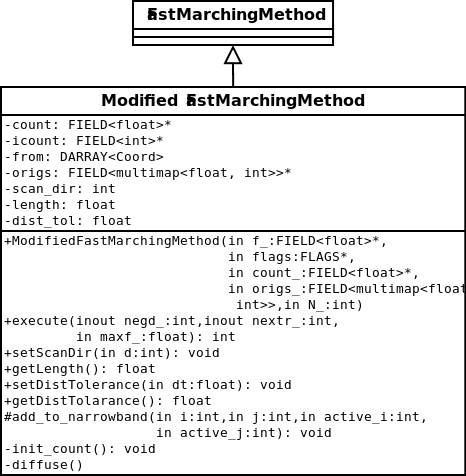 FastMarchingMethod
Modified FastMarchingMethod
-count: FIELD<float>*
-icount: FIELD<int>*
-from: DARRAY<Coord>
-origs: FIELD<multimap<float, int>>*
-scan_dir: int
-length: float
-dist_tol: float
+ModifiedFastMarchingMethod(in f_:FIELD<float>*,
in flags:FLAGS*,
in count_:FIELD<float>*,
in origs_:FIELD<multimap<float
int>>,in N_:int)
+execute(inout negd_:int,inout nextr_:int,
in maxf_:float): int
+setScanDir(in d:int): void
+getLength(): float
+setDistTolerance(in dt:float): void
+getDistTolarance(): float
#add_to_narrowband(in i:int,in j:int,in active_i:int,
in active_j:int): void
-init_count(): void
-diffuse()